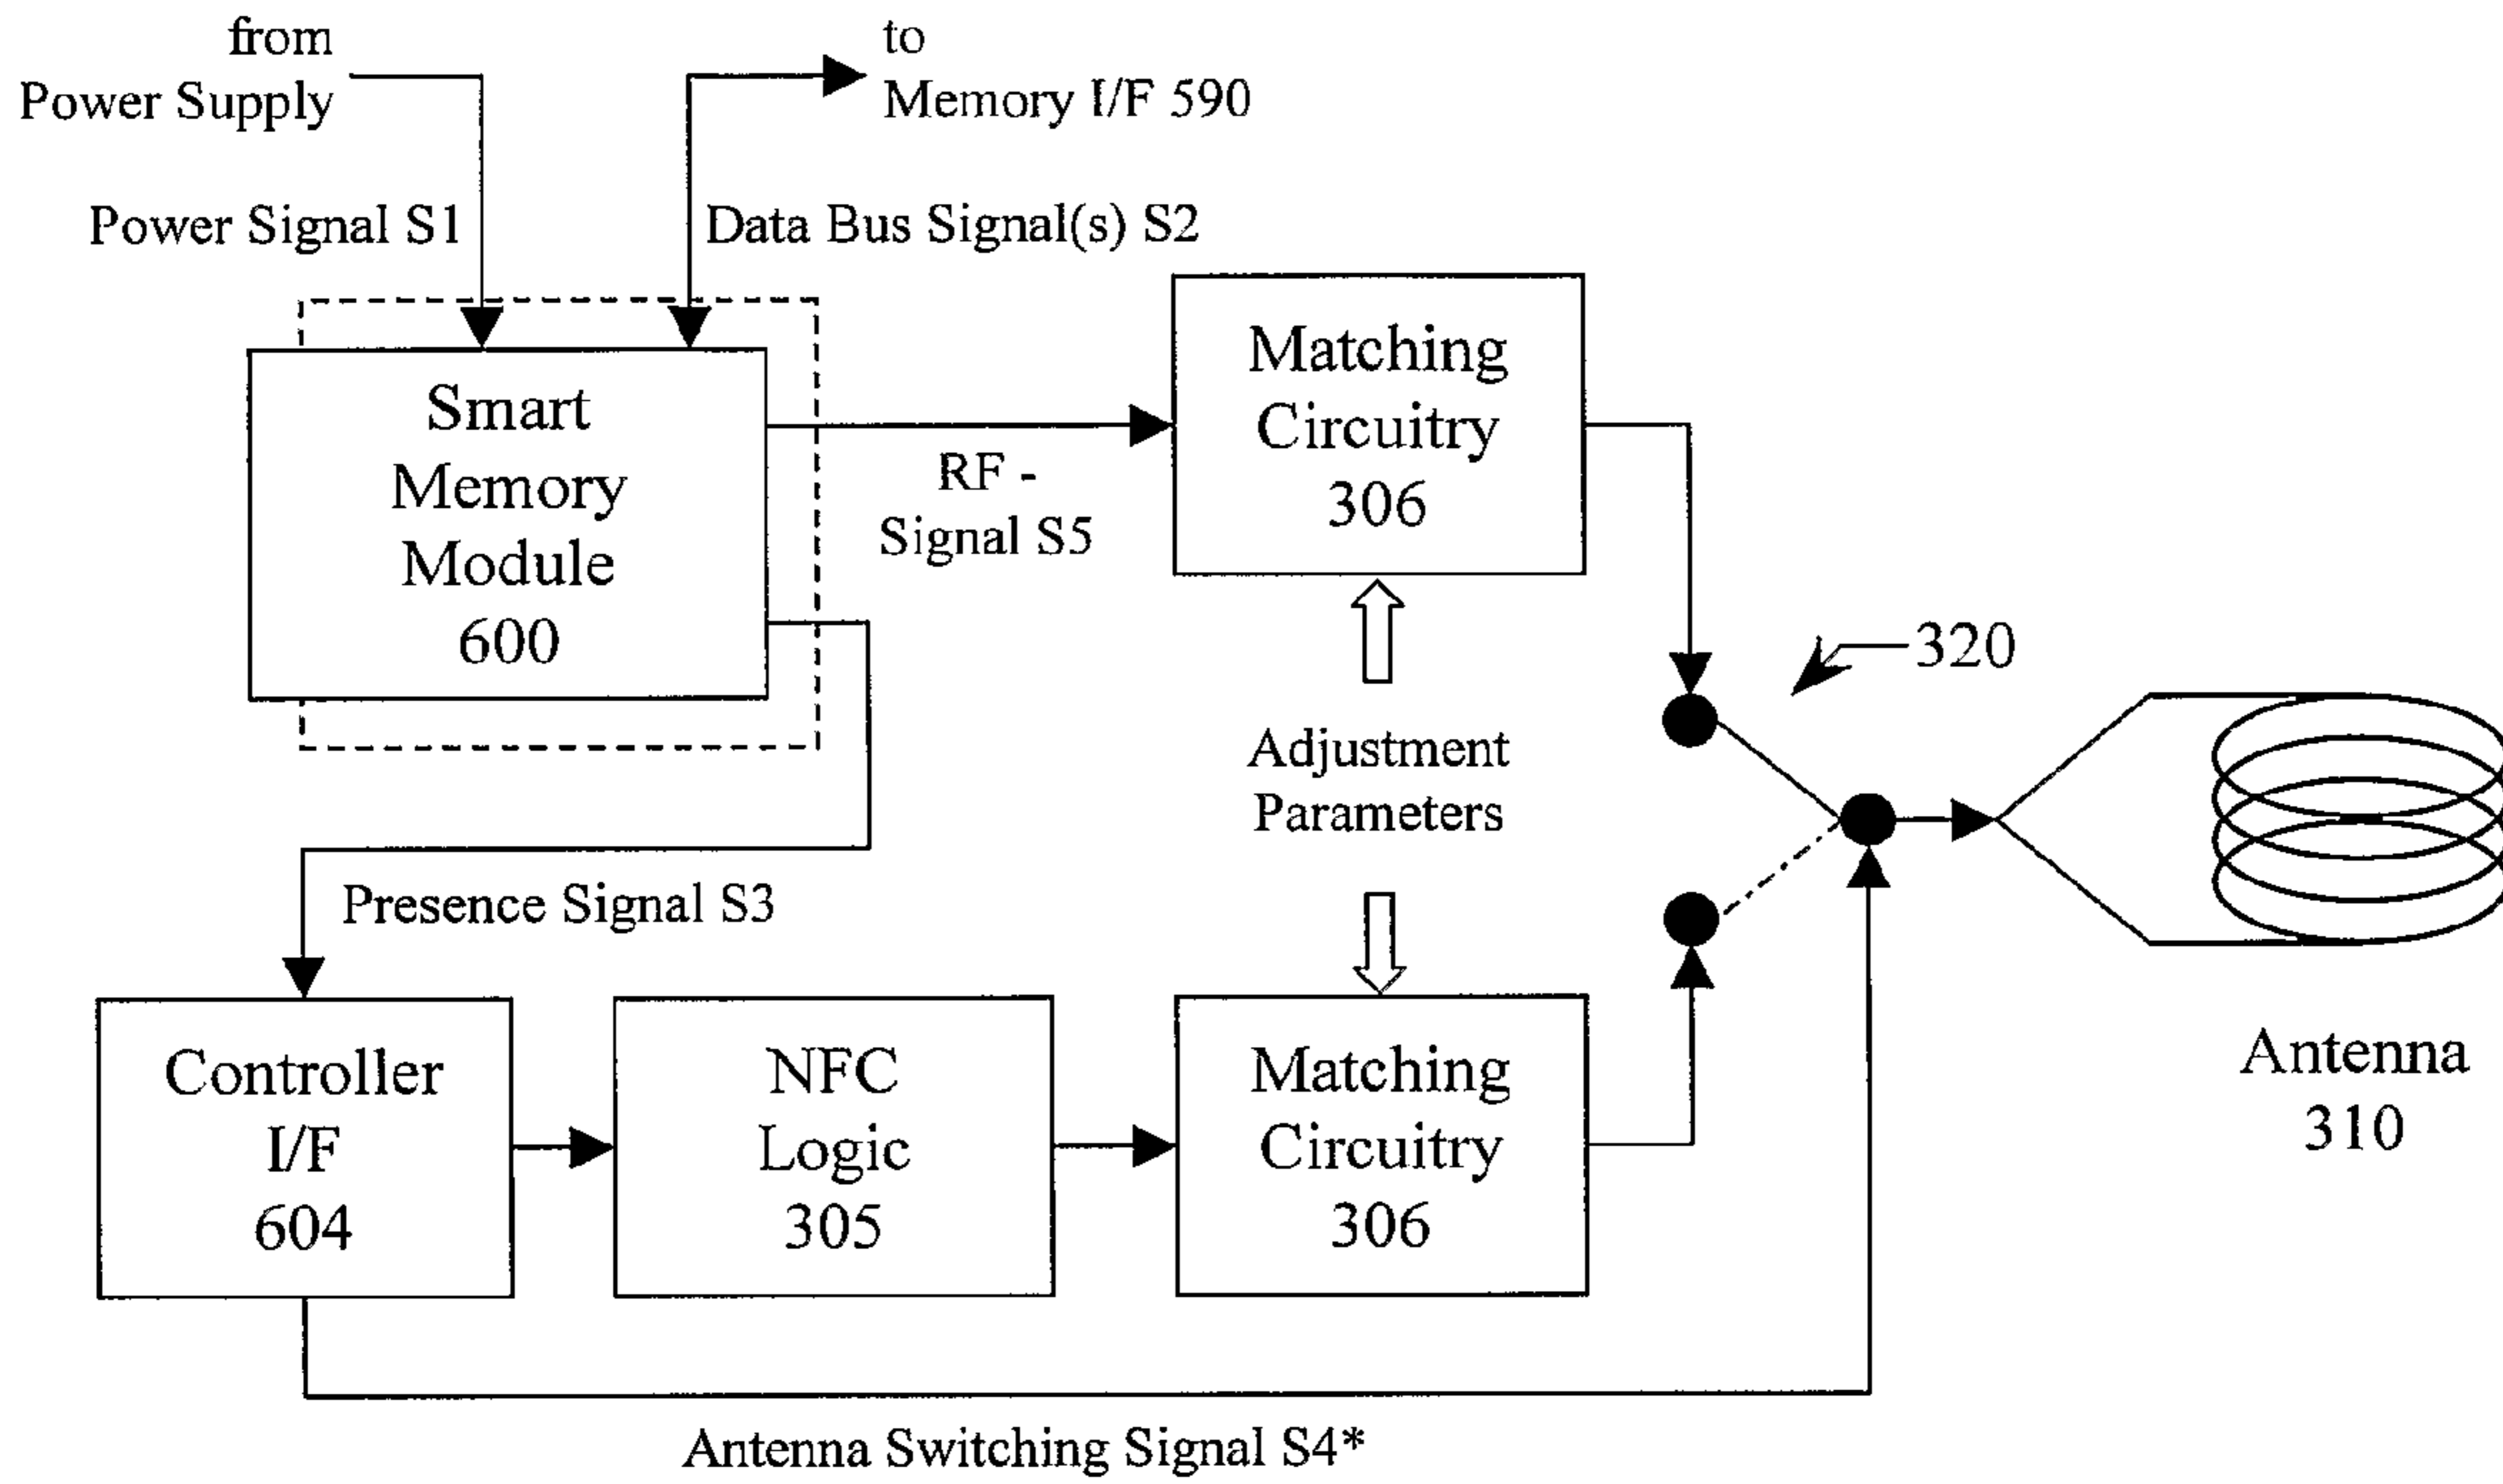 from
Power Supply
to
Memory I/F 590
Power Signal S1
Data Bus Signal(s) S2
Smart
Memory
Module
600
RF -
Signal S5
Matching
Circuitry
306
320
Adjustment
Parameters
Presence Signal S3
Controller
I/F
604
NFC
Logic
305
Matching
Circuitry
306
Antenna
310
Antenna Switching Signal S4*